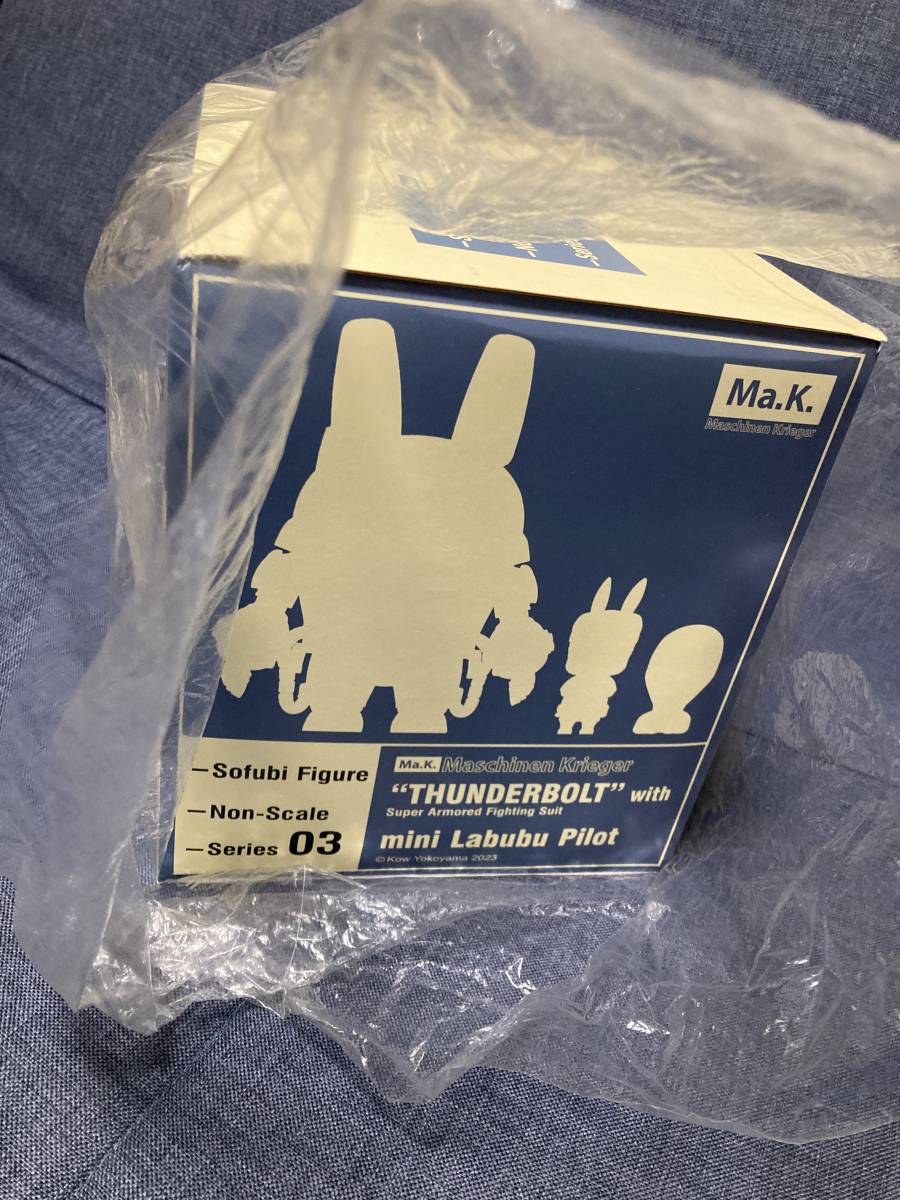 Ma.K.
Maschinen Krieger
–Sofubi Figure
–Non-Scale
–Series 03
Ma.K. Maschinen Krieger
“THUNDERBOLT” with
Super Armored Fighting Suit
mini Labubu Pilot
©Kow Yokoyama 2023